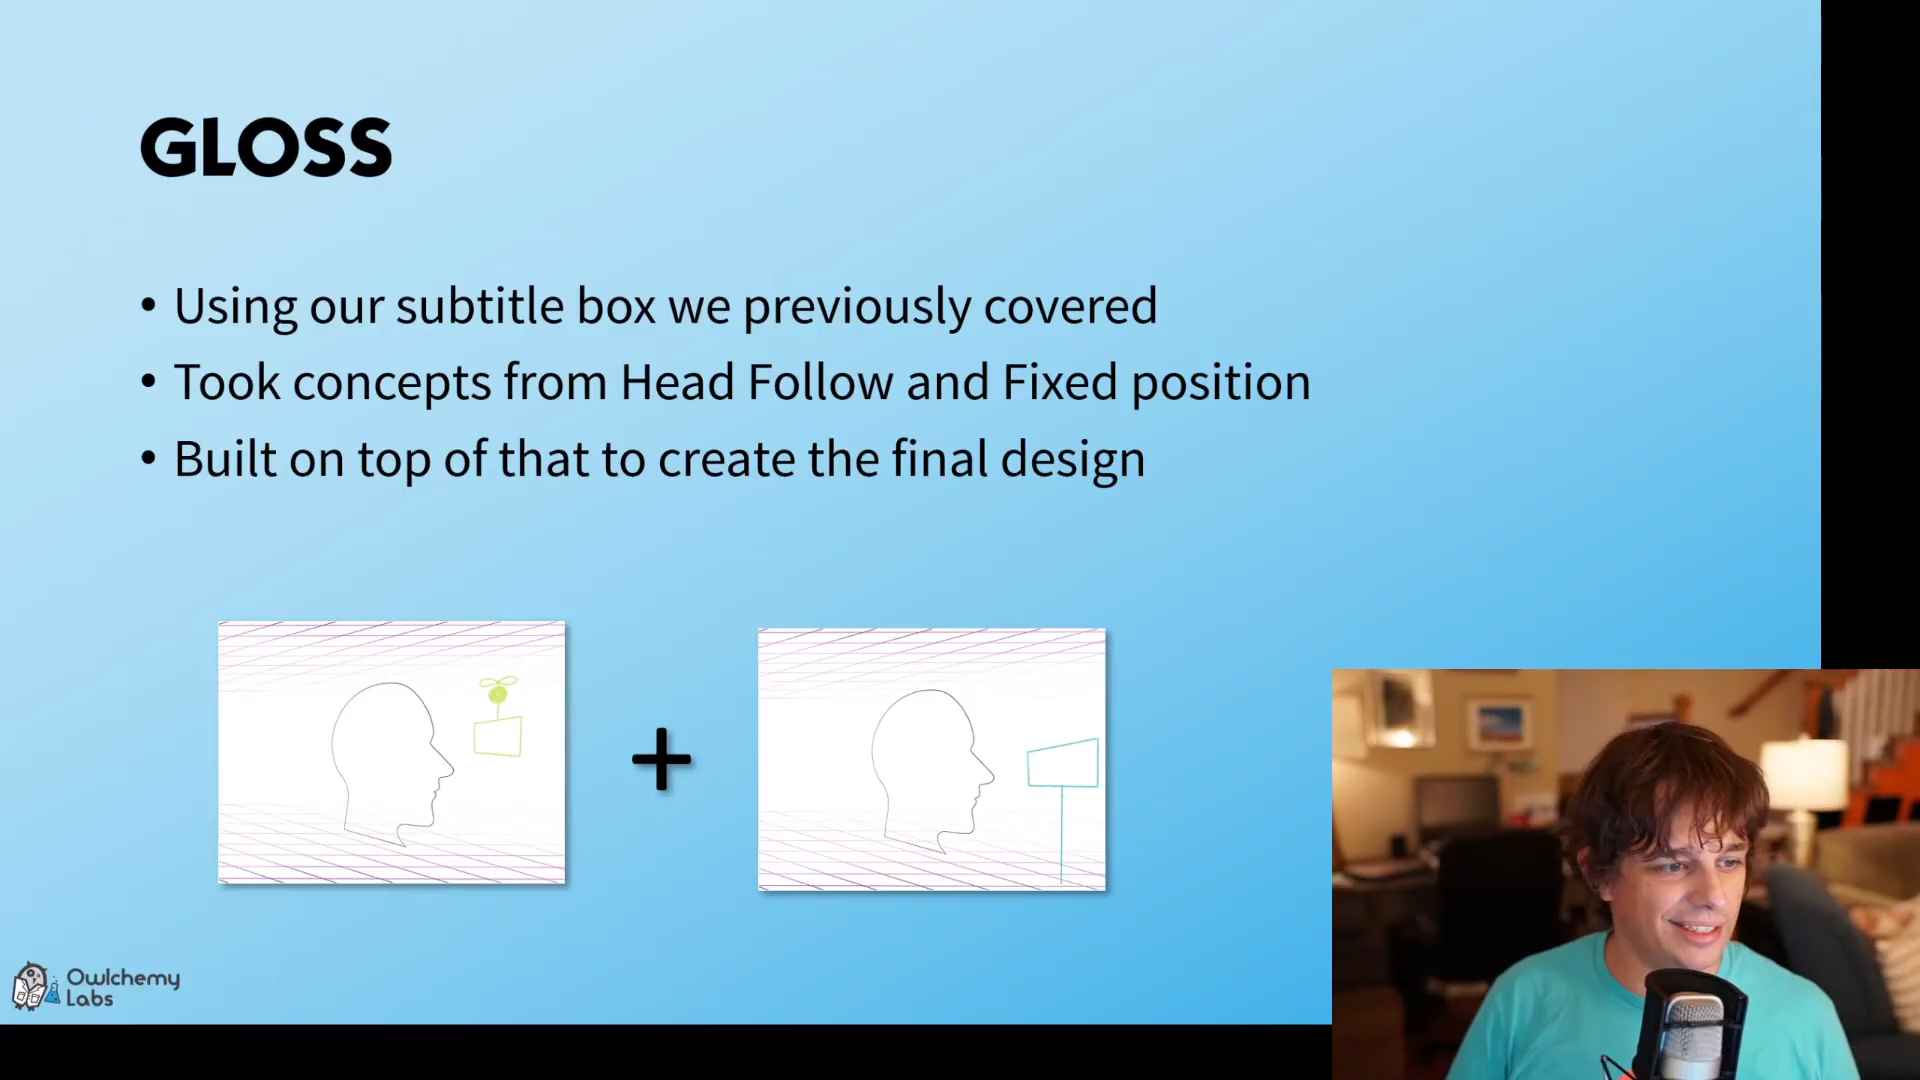 GLOSS
• Using our subtitle box we previously covered
• Took concepts from Head Follow and Fixed position
• Built on top of that to create the final design
+
Owlchemy
Labs